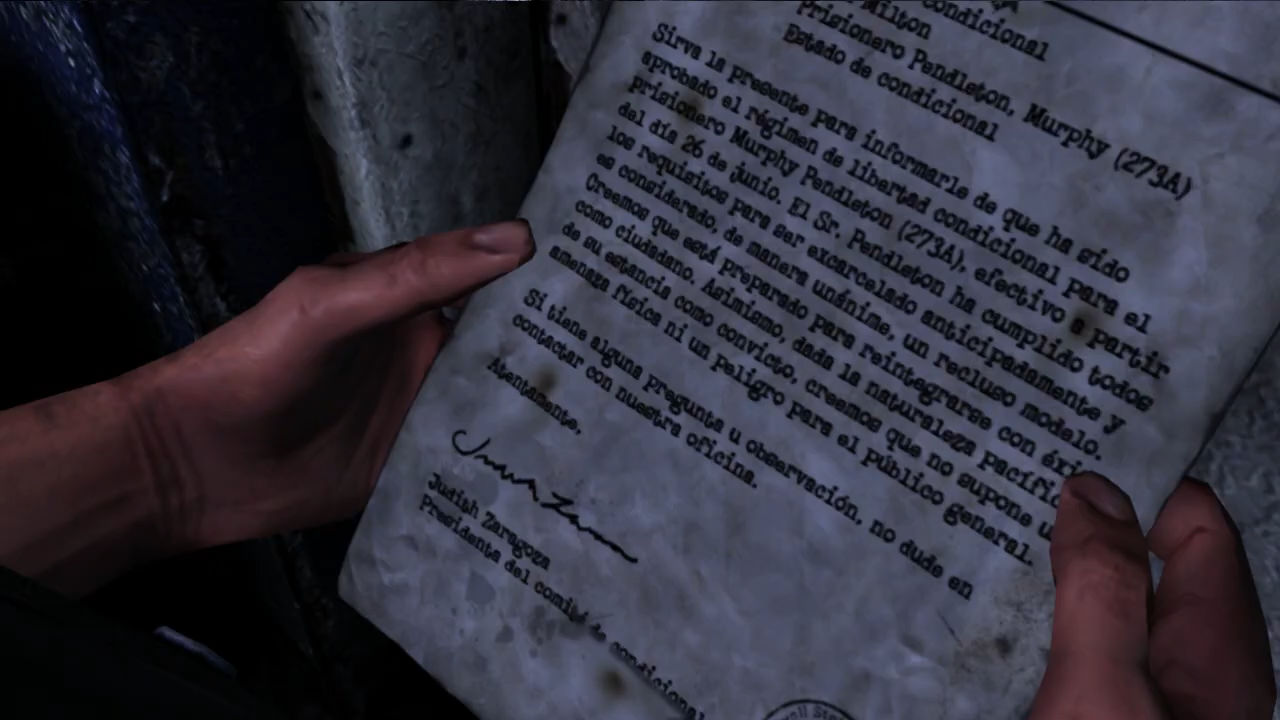 condicional
Milton
Prisionero Pendleton, Murphy (273A)
Estado de condicional
Sirva la presente para informarle de que ha sido
aprobado el régimen de libertad condicional para el
prisionero Murphy Pendleton (273A), efectivo a partir
del día 26 de junio. El Sr. Pendleton ha cumplido todos
los requisitos para ser excarcelado anticipadamente y
es considerado, de manera unánime, un recluso modelo.
Creemos que está preparado para reintegrarse con
como ciudadano. Asimismo, dada la naturaleza
de su estancia como convicto, creemos que no supone
amenaza física ni un peligro para el público general.
Si tiene alguna pregunta u observación, no dude en
contactar con nuestra oficina.
Atentamente,
Judith Zaragoza
Presidenta del comité de condicional